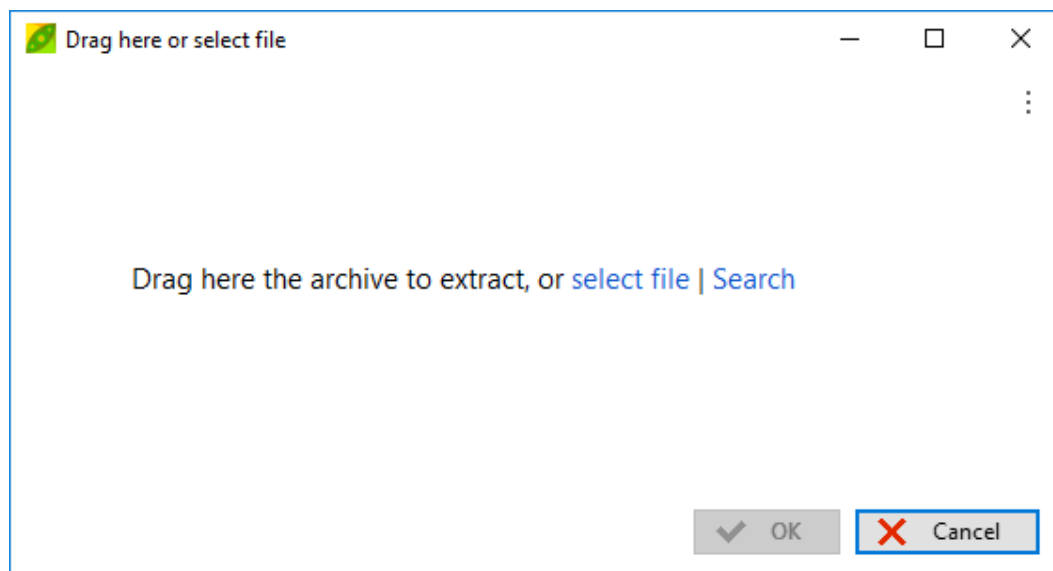 Drag here or select file
Drag here the archive to extract, or select file | Search
OK
Cancel